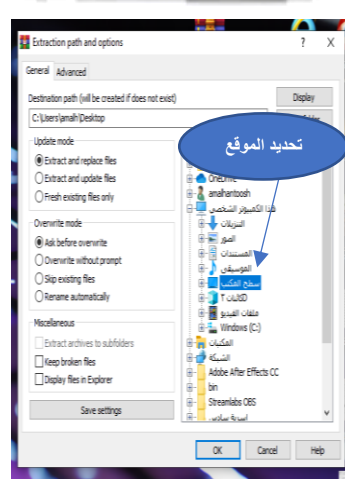 Extraction path and options
? X
General Advanced
Destination path (will be created if does not exist)
Display
C:\Users\amalh\Desktop
Update mode
Extract and replace files
Extract and update files
Fresh existing files only
Overwrite mode
Ask before overwrite
Overwrite without prompt
Skip existing files
Rename automatically
Miscellaneous
Extract archives to subfolders
Keep broken files
Display files in Explorer
Save settings
تحديد الموقع
OneDrive
amalhantoosh
هذا الكمبيوتر الشخصي
التنزيلات
الصور
المستندات
الموسيقى
سطح المكتب
ملفات الفيديو
Windows (C:)
المكتبات
الشبكة
Adobe After Effects CC
bin
Streamlabs OBS
OK Cancel Help